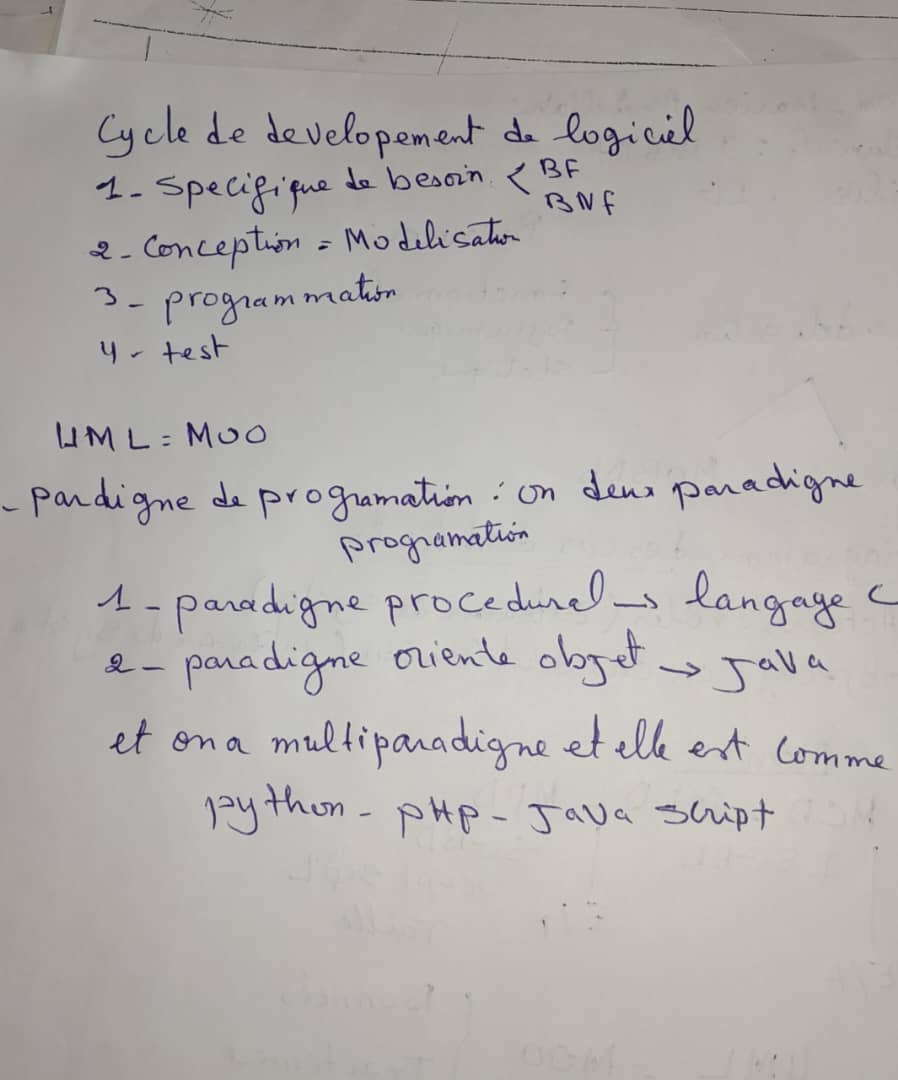 Cycle de developement de logiciel
1- Specifique de besoin < BF
BNF
2- Conception = Modelisation
3- programmation
4- test
UML = MOO
- pardigne de programation : on deux paradigne
programation
1- paradigne procedural → langage C
2- paradigne oriente objet → Java
et on a multiparadigne et elle est comme
python - pHp - Java script